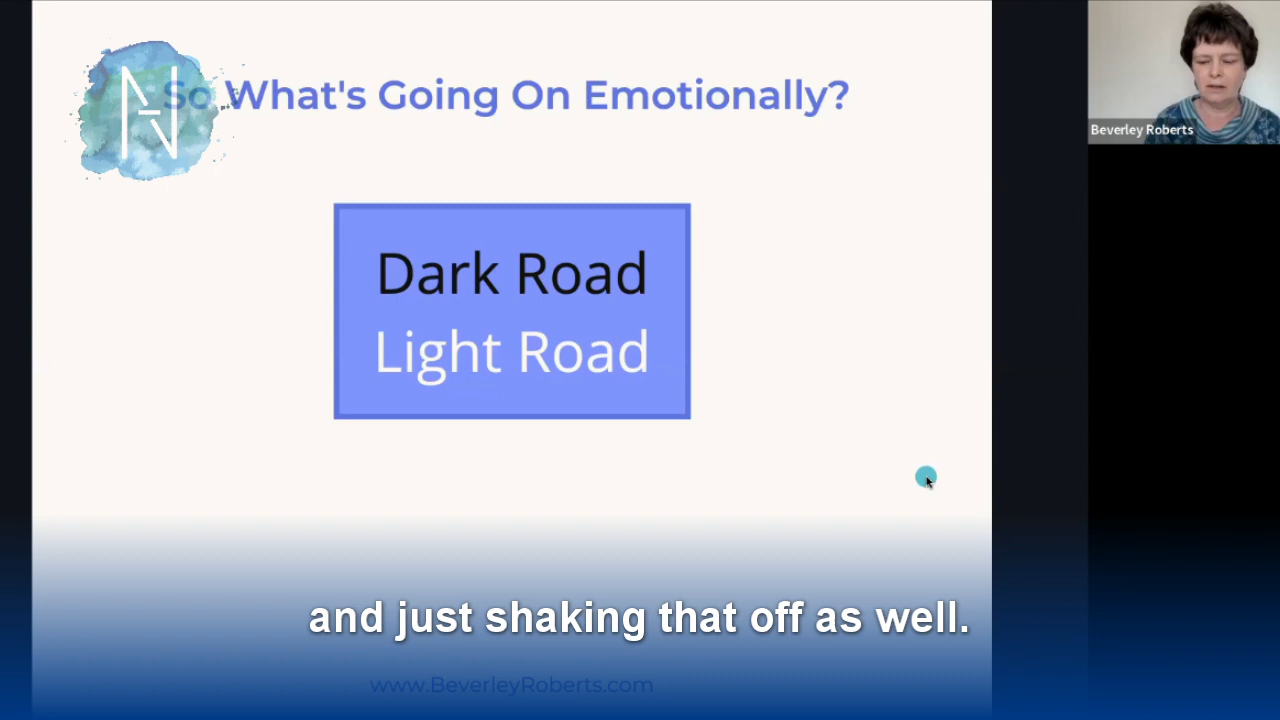 So What's Going On Emotionally?
Beverley Roberts
Dark Road
Light Road
and just shaking that off as well.
www.BeverleyRoberts.com